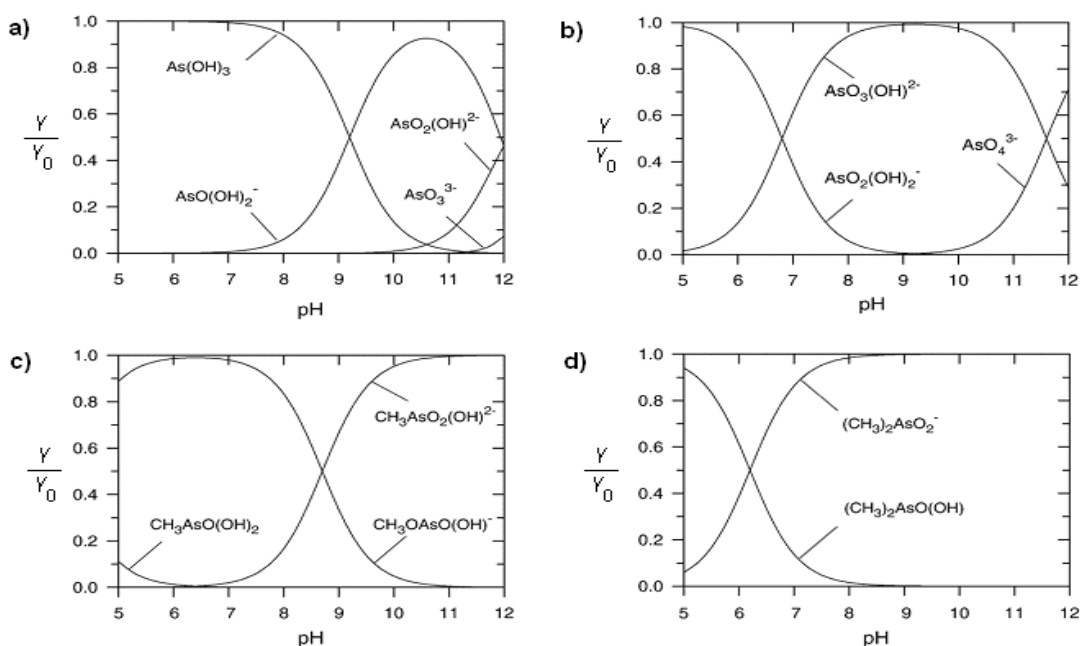 a)
1.0
0.8
0.6
0.4
0.2
0.0
γ
γ0
As(OH)3
AsO(OH)2-
AsO2(OH)2-
AsO33-
5 6 7 8 9 10 11 12
pH
b)
1.0
0.8
0.6
0.4
0.2
0.0
γ
γ0
AsO3(OH)2-
AsO2(OH)2-
AsO43-
5 6 7 8 9 10 11 12
pH
c)
1.0
0.8
0.6
0.4
0.2
0.0
γ
γ0
CH3AsO2(OH)2-
CH3AsO(OH)2
CH3OAsO(OH)-
5 6 7 8 9 10 11 12
pH
d)
1.0
0.8
0.6
0.4
0.2
0.0
γ
γ0
(CH3)2AsO2-
(CH3)2AsO(OH)
5 6 7 8 9 10 11 12
pH